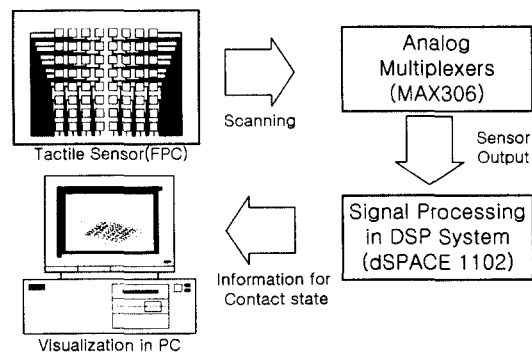 Tactile Sensor(FPC)
Scanning
Analog
Multiplexers
(MAX306)
Sensor
Output
Signal Processing
in DSP System
(dSPACE 1102)
Information for
Contact state
Visualization in PC